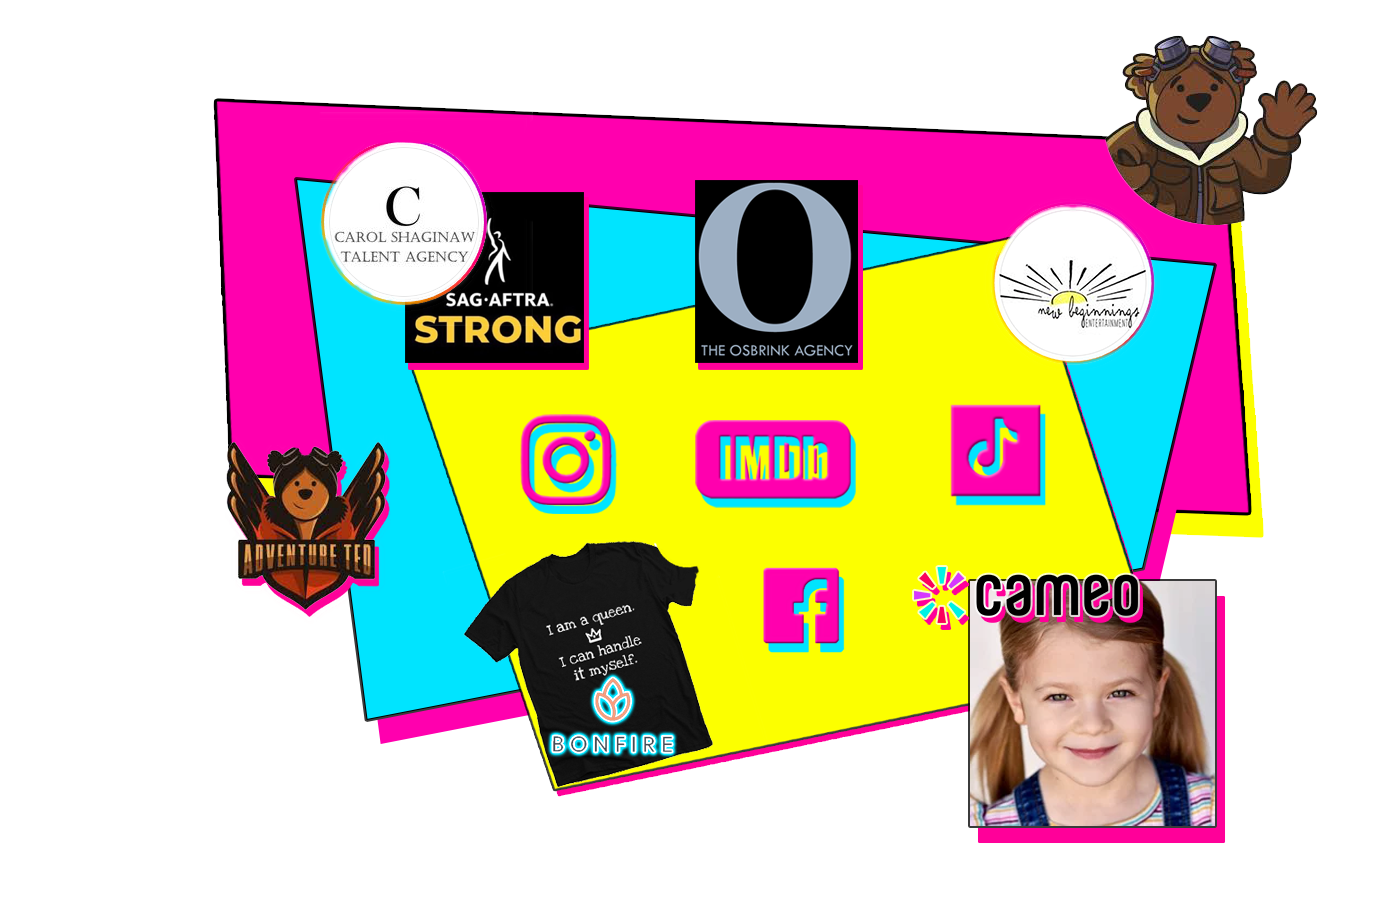 C
CAROL SHAGINAW
TALENT AGENCY
SAG·AFTRA®
STRONG
O
THE OSBRINK AGENCY
new beginnings
ENTERTAINMENT
IMDb
ADVENTURE TED
I am a queen.
I can handle
it myself.
BONFIRE
f
cameo